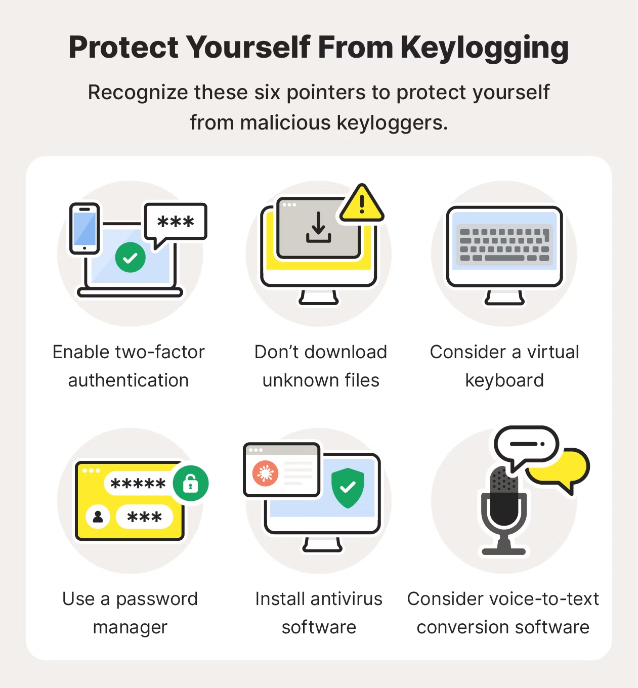 Protect Yourself From Keylogging
Recognize these six pointers to protect yourself
from malicious keyloggers.
***
Enable two-factor
authentication
Don’t download
unknown files
Consider a virtual
keyboard
*****
***
Use a password
manager
Install antivirus
software
Consider voice-to-text
conversion software